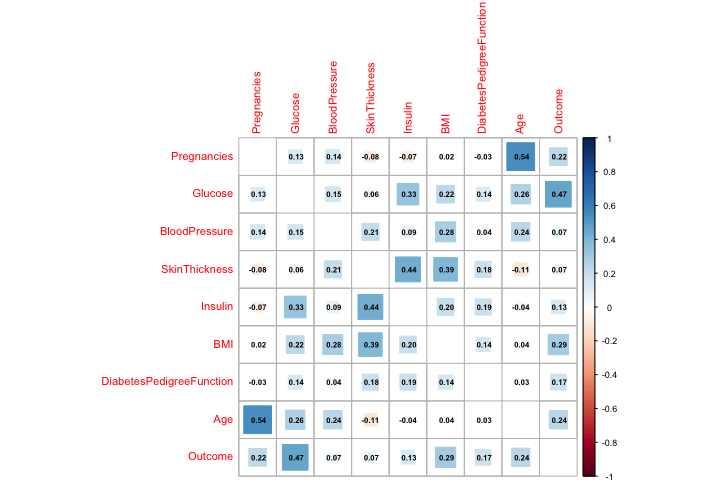 Pregnancies
Glucose
BloodPressure
SkinThickness
Insulin
BMI
DiabetesPedigreeFunction
Age
Outcome
Pregnancies 0.13 0.14 -0.08 -0.07 0.02 -0.03 0.54 0.22
Glucose 0.13 0.15 0.06 0.33 0.22 0.14 0.26 0.47
BloodPressure 0.14 0.15 0.21 0.09 0.28 0.04 0.24 0.07
SkinThickness -0.08 0.06 0.21 0.44 0.39 0.18 -0.11 0.07
Insulin -0.07 0.33 0.09 0.44 0.20 0.19 -0.04 0.13
BMI 0.02 0.22 0.28 0.39 0.20 0.14 0.04 0.29
DiabetesPedigreeFunction -0.03 0.14 0.04 0.18 0.19 0.14 0.03 0.17
Age 0.54 0.26 0.24 -0.11 -0.04 0.04 0.03 0.24
Outcome 0.22 0.47 0.07 0.07 0.13 0.29 0.17 0.24
1
0.8
0.6
0.4
0.2
0
-0.2
-0.4
-0.6
-0.8
-1